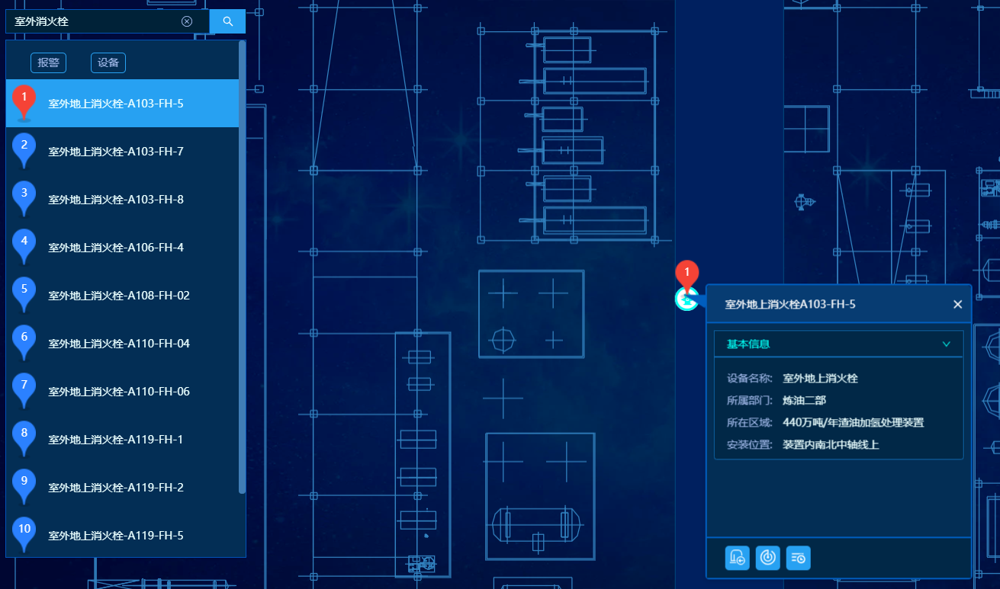 室外消火栓
报警 设备
1 室外地上消火栓-A103-FH-5
2 室外地上消火栓-A103-FH-7
3 室外地上消火栓-A103-FH-8
4 室外地上消火栓-A106-FH-4
5 室外地上消火栓-A108-FH-02
6 室外地上消火栓-A110-FH-04
7 室外地上消火栓-A110-FH-06
8 室外地上消火栓-A119-FH-1
9 室外地上消火栓-A119-FH-2
10 室外地上消火栓-A119-FH-5
1
室外地上消火栓A103-FH-5
基本信息
设备名称: 室外地上消火栓
所属部门: 炼油二部
所在区域: 440万吨/年渣油加氢处理装置
安装位置: 装置内南北中轴线上